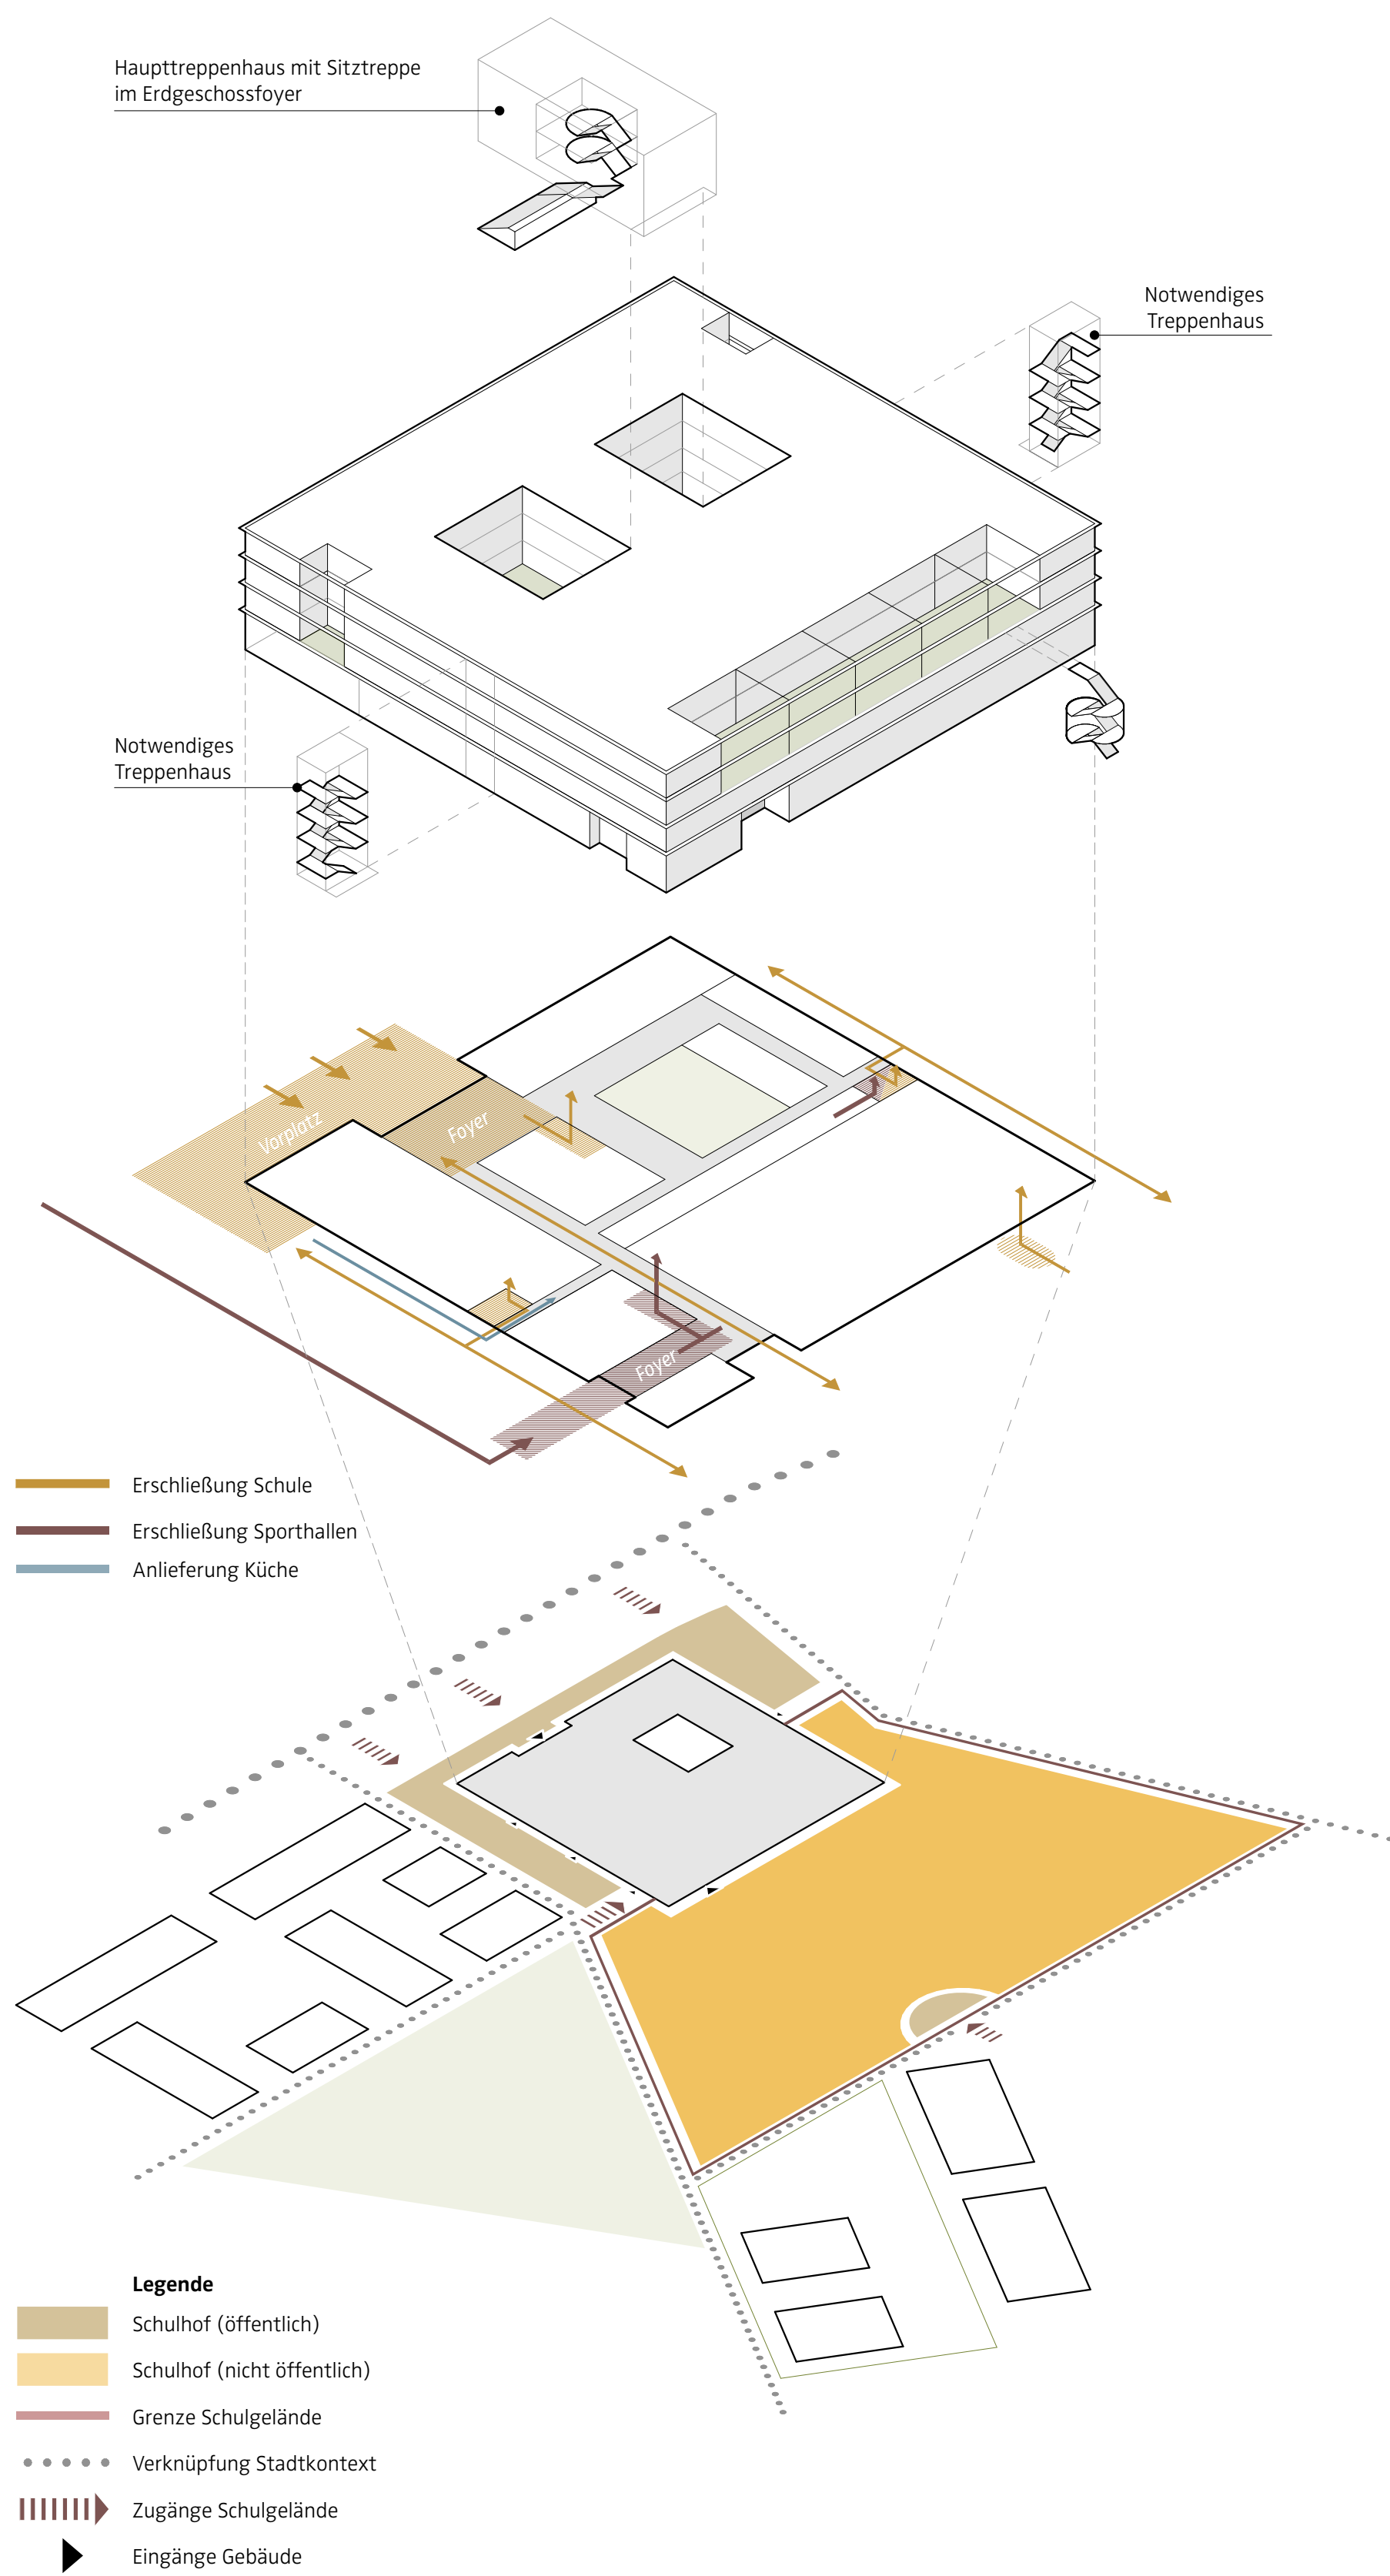 Haupttreppenhaus mit Sitztreppe
im Erdgeschossfoyer
Notwendiges
Treppenhaus
Notwendiges
Treppenhaus
Vorplatz
Foyer
Foyer
Erschließung Schule
Erschließung Sporthallen
Anlieferung Küche
Legende
Schulhof (öffentlich)
Schulhof (nicht öffentlich)
Grenze Schulgelände
Verknüpfung Stadtkontext
Zugänge Schulgelände
Eingänge Gebäude